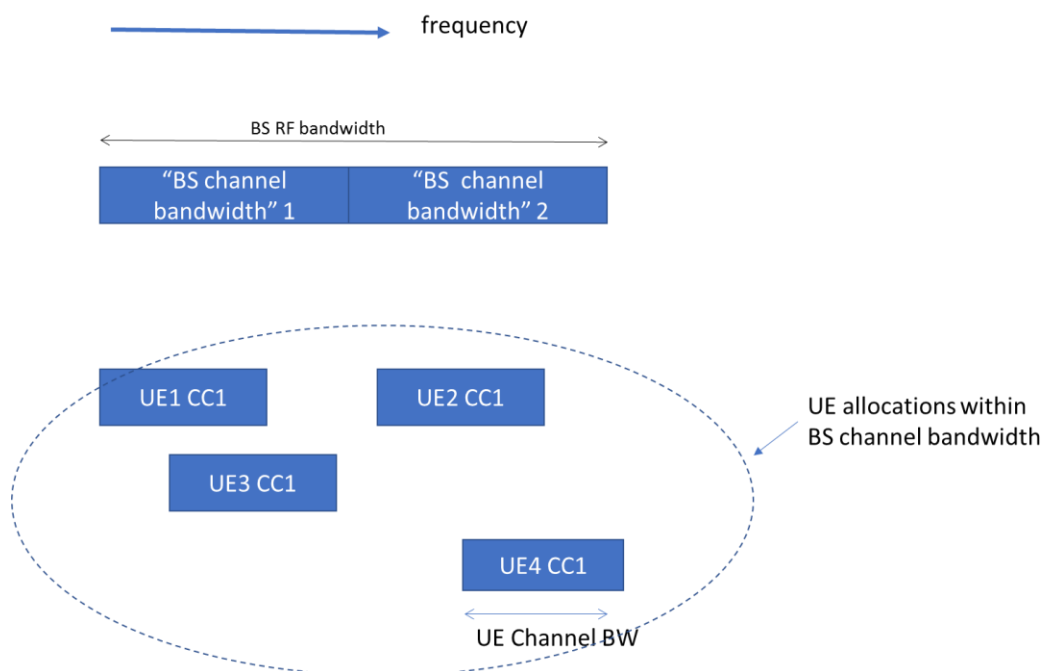 frequency
BS RF bandwidth
“BS channel
bandwidth” 1
“BS  channel
bandwidth” 2
UE1 CC1
UE2 CC1
UE allocations within
BS channel bandwidth
UE3 CC1
UE4 CC1
UE Channel BW